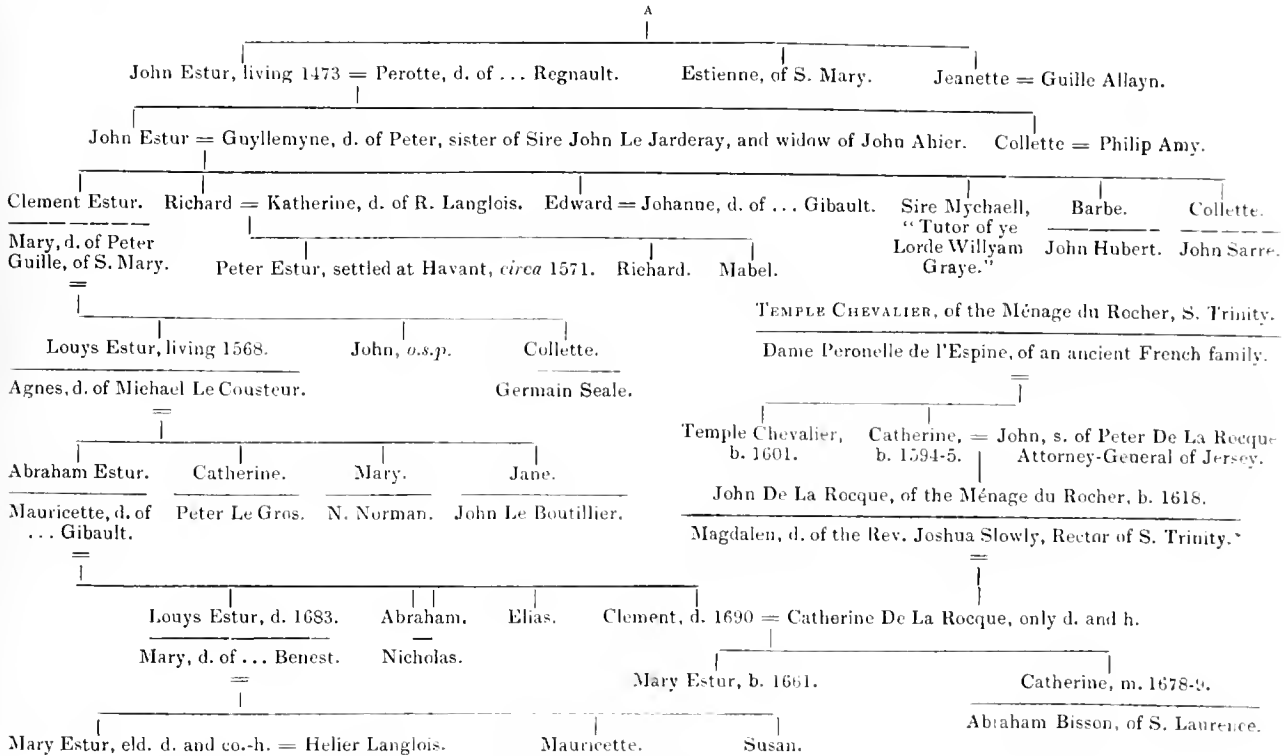 A
John Estur, living 1473 = Perotte, d. of ... Regnault. Estienne, of S. Mary. Jeanette = Guille Allayn.
John Estur = Guyllemyne, d. of Peter, sister of Sire John Le Jarderay, and widow of John Ahier. Collette = Philip Amy.
Clement Estur. Richard = Katherine, d. of R. Langlois. Edward = Johanne, d. of ... Gibault. Sire Mychaell, Barbe. Collette.
Mary, d. of Peter "Tutor of ye John Hubert. John Sarre.
Guille, of S. Mary. Lorde Willyam
Peter Estur, settled at Havant, circa 1571. Richard. Mabel. Graye."
=
TEMPLE CHEVALIER, of the Ménage du Rocher, S. Trinity.
Louys Estur, living 1568. John, o.s.p. Collette. Dame Peronelle de l'Espine, of an ancient French family.
Agnes, d. of Michael Le Cousteur. Germain Seale. =
=
Temple Chevalier, Catherine, = John, s. of Peter De La Rocque
b. 1601. b. 1594-5. Attorney-General of Jersey.
Abraham Estur. Catherine. Mary. Jane.
John De La Rocque, of the Ménage du Rocher, b. 1618.
Mauricette, d. of Peter Le Gros. N. Norman. John Le Boutillier.
... Gibault. Magdalen, d. of the Rev. Joshua Slowly, Rector of S. Trinity.
= =
Louys Estur, d. 1683. Abraham. Elias. Clement, d. 1690 = Catherine De La Rocque, only d. and h.
Mary, d. of ... Benest. Nicholas.
= Mary Estur, b. 1661. Catherine, m. 1678-9.
Abraham Bisson, of S. Laurence.
Mary Estur, eld. d. and co.-h. = Helier Langlois. Mauricette. Susan.